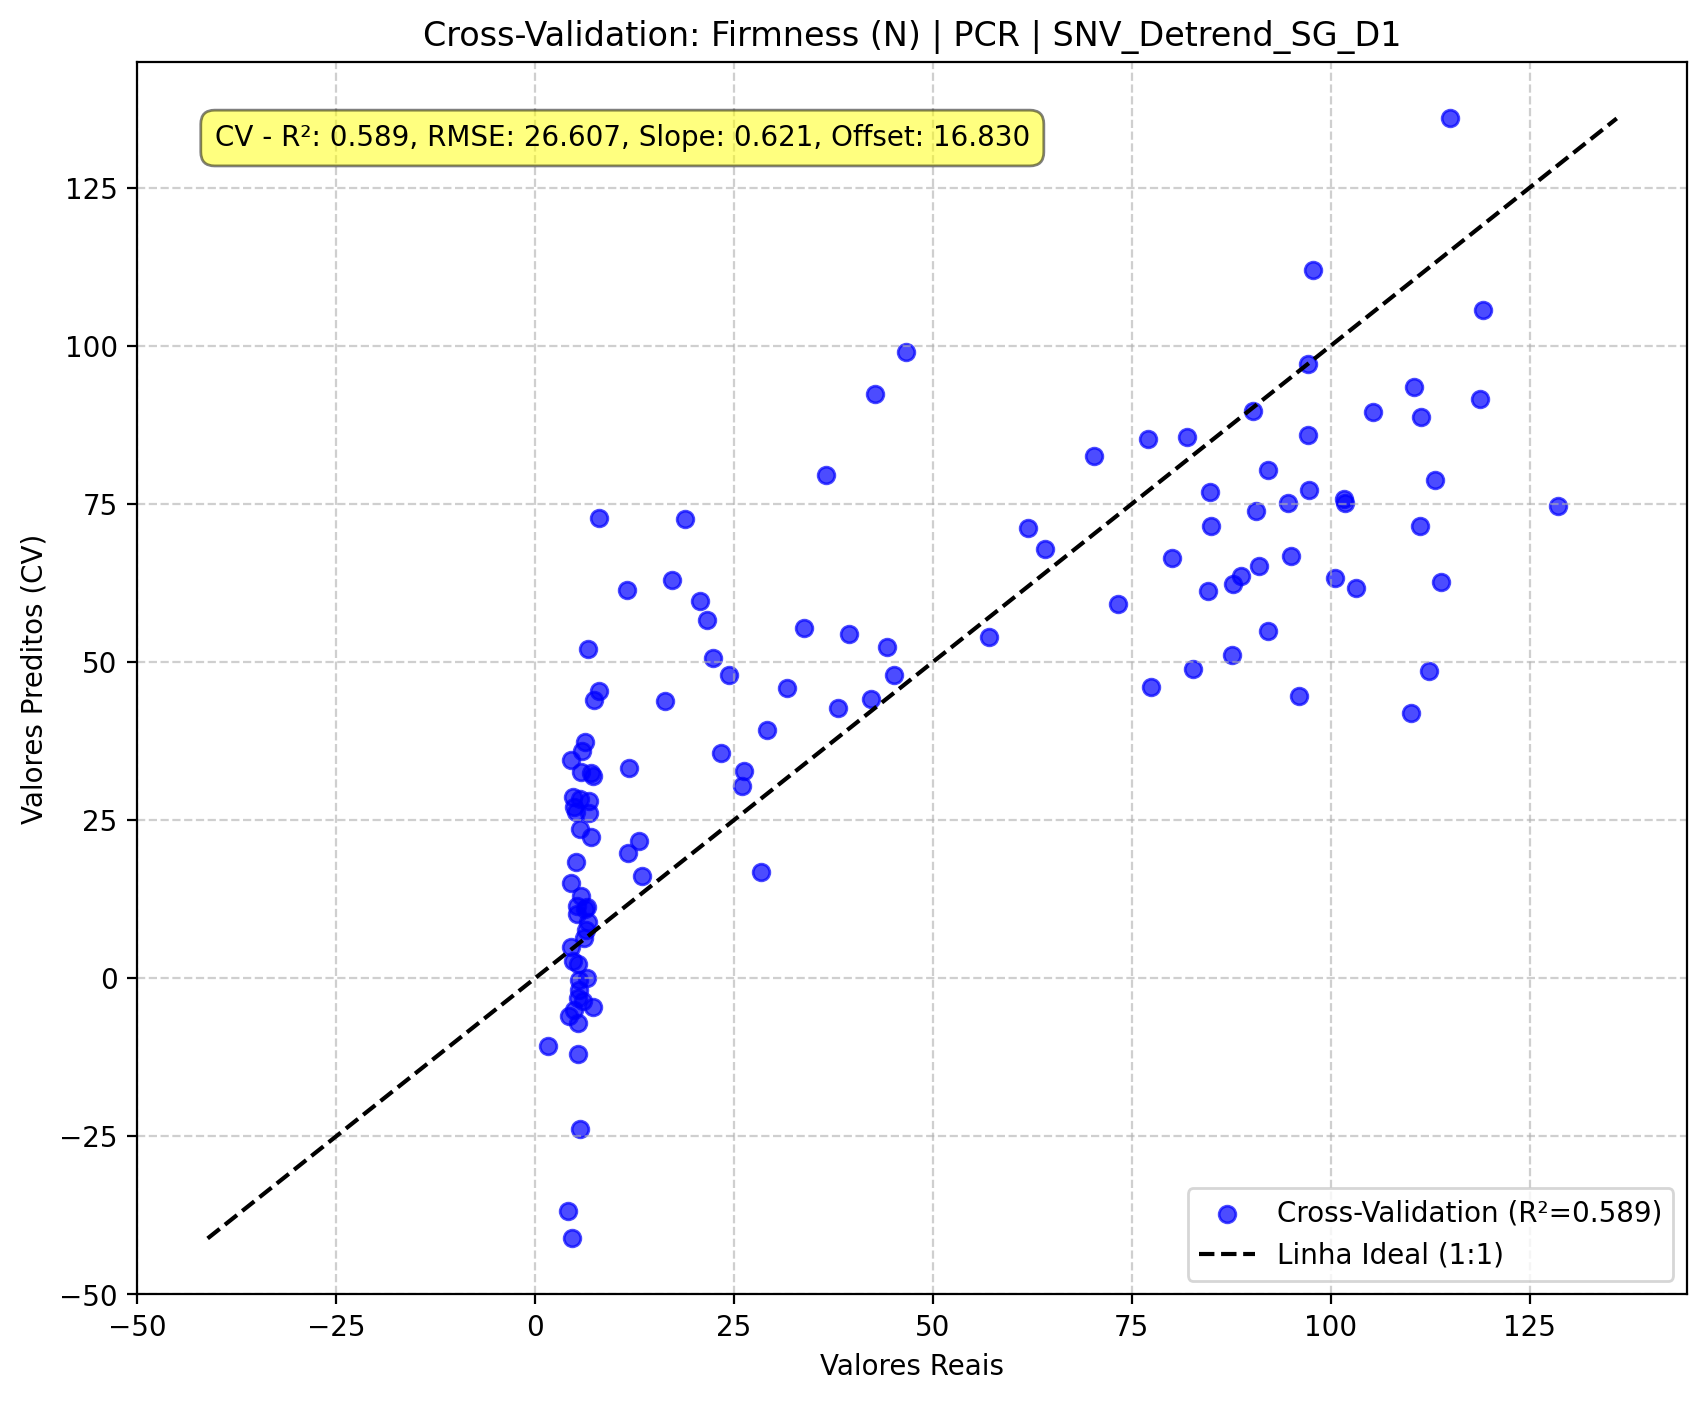 Cross-Validation: Firmness (N) | PCR | SNV_Detrend_SG_D1
CV - R²: 0.589, RMSE: 26.607, Slope: 0.621, Offset: 16.830
Valores Preditos (CV)
125
100
75
50
25
0
−25
−50
Cross-Validation (R²=0.589)
Linha Ideal (1:1)
−50 −25 0 25 50 75 100 125
Valores Reais